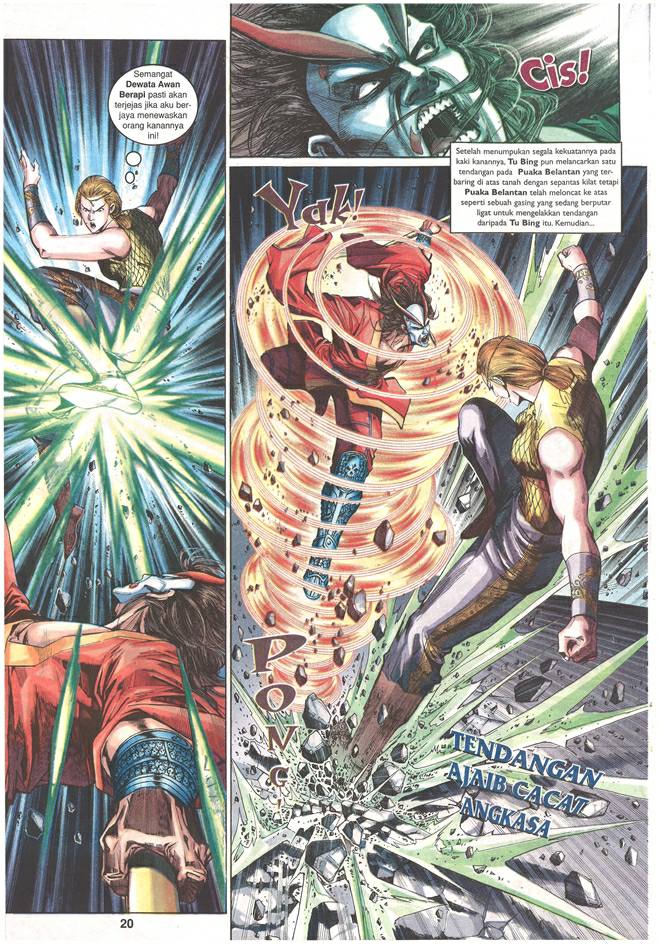 Semangat
Dewata Awan
Berapi pasti akan
terjejas jika aku ber-
jaya menewaskan
orang kanannya
ini!
Cis!
Setelah menumpukan segala kekuatannya pada
kaki kanannya, Tu Bing pun melancarkan satu
tendangan pada Puaka Belantan yang ter-
baring di atas tanah dengan sepantas kilat tetapi
Puaka Belantan telah meloncat ke atas
seperti sebuah gasing yang sedang berputar
ligat untuk mengelakkan tendangan
daripada Tu Bing itu. Kemudian...
Yak!
PONG!
TENDANGAN
AJAIB CACAT
ANGKASA
20